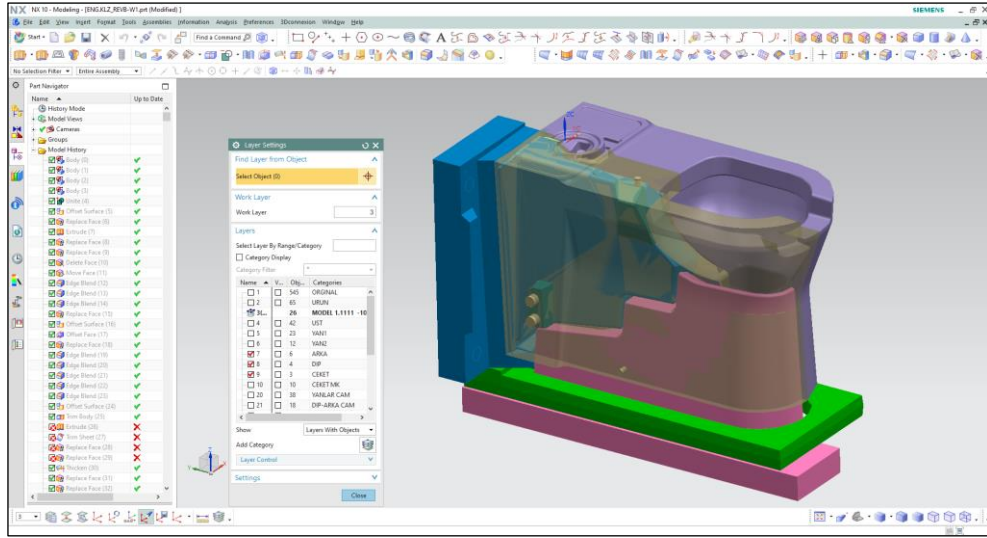 NX NX 10 - Modeling - [ENG.KLZ_REVB-W1.prt (Modified) ] SIEMENS
File Edit View Insert Format Tools Assemblies Information Analysis Preferences 3Dconnexion Window Help
Start Find a Command
No Selection Filter Entire Assembly
Part Navigator
Name Up to Date
History Mode
Model Views
Cameras
Groups
Model History
Body (0)
Body (1)
Body (2)
Body (3)
Unite (4)
Offset Surface (5)
Replace Face (6)
Extrude (7)
Replace Face (8)
Replace Face (9)
Delete Face (10)
Move Face (11)
Edge Blend (12)
Edge Blend (13)
Edge Blend (14)
Replace Face (15)
Offset Surface (16)
Offset Face (17)
Replace Face (18)
Edge Blend (19)
Edge Blend (20)
Edge Blend (21)
Edge Blend (22)
Edge Blend (23)
Offset Surface (24)
Trim Body (25)
Extrude (26)
Trim Sheet (27)
Replace Face (28)
Replace Face (29)
Thicken (30)
Replace Face (31)
Replace Face (32)
Layer Settings
Find Layer from Object
Select Object (0)
Work Layer
Work Layer 3
Layers
Select Layer By Range/Category
Category Display
Category Filter *
Name V... Obj... Categories
1 545 ORGINAL
2 65 URUN
3(... 26 MODEL 1.1111 -10
4 42 UST
5 23 YAN1
6 12 YAN2
7 6 ARKA
8 4 DIP
9 3 CEKET
10 10 CEKET MK
20 38 YANLAR CAM
21 18 DIP-ARKA CAM
Show Layers With Objects
Add Category
Layer Control
Settings
Close